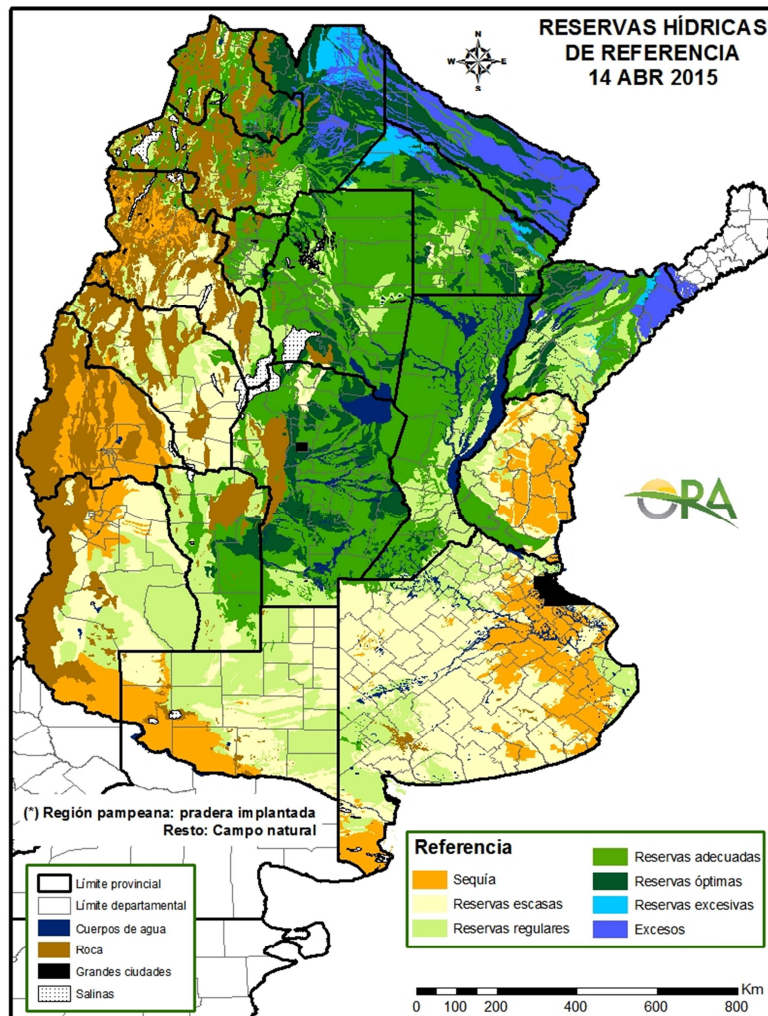 RESERVAS HÍDRICAS
DE REFERENCIA
14 ABR 2015
N
W E
S
ORA
(*) Región pampeana: pradera implantada
Resto: Campo natural
Límite provincial
Límite departamental
Cuerpos de agua
Roca
Grandes ciudades
Salinas
Referencia
Sequía
Reservas escasas
Reservas regulares
Reservas adecuadas
Reservas óptimas
Reservas excesivas
Excesos
Km
0 100 200 400 600 800